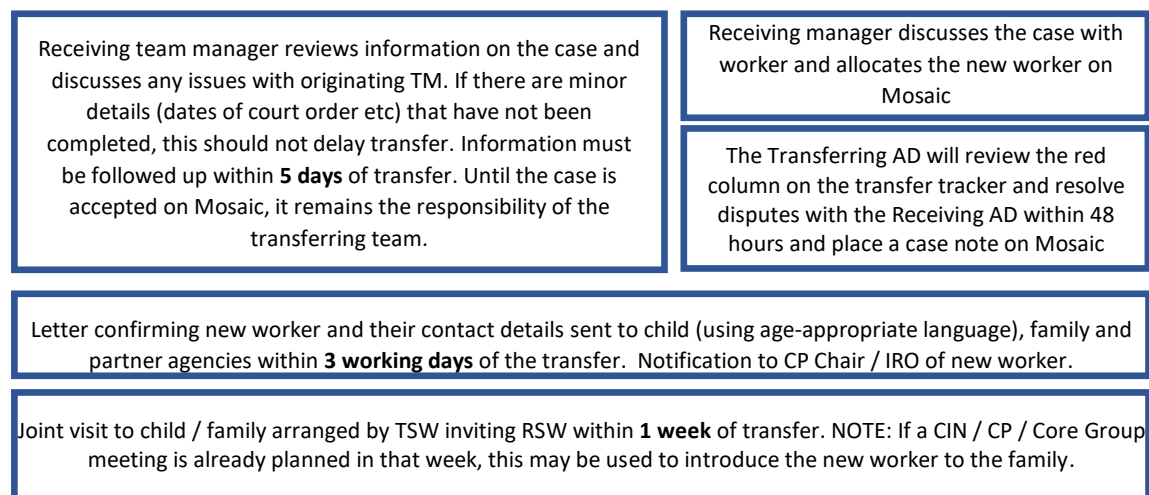 Receiving team manager reviews information on the case and
discusses any issues with originating TM. If there are minor
details (dates of court order etc) that have not been
completed, this should not delay transfer. Information must
be followed up within 5 days of transfer. Until the case is
accepted on Mosaic, it remains the responsibility of the
transferring team.
Receiving manager discusses the case with
worker and allocates the new worker on
Mosaic
The Transferring AD will review the red
column on the transfer tracker and resolve
disputes with the Receiving AD within 48
hours and place a case note on Mosaic
Letter confirming new worker and their contact details sent to child (using age-appropriate language), family and
partner agencies within 3 working days of the transfer.  Notification to CP Chair / IRO of new worker.
Joint visit to child / family arranged by TSW inviting RSW within 1 week of transfer. NOTE: If a CIN / CP / Core Group
meeting is already planned in that week, this may be used to introduce the new worker to the family.